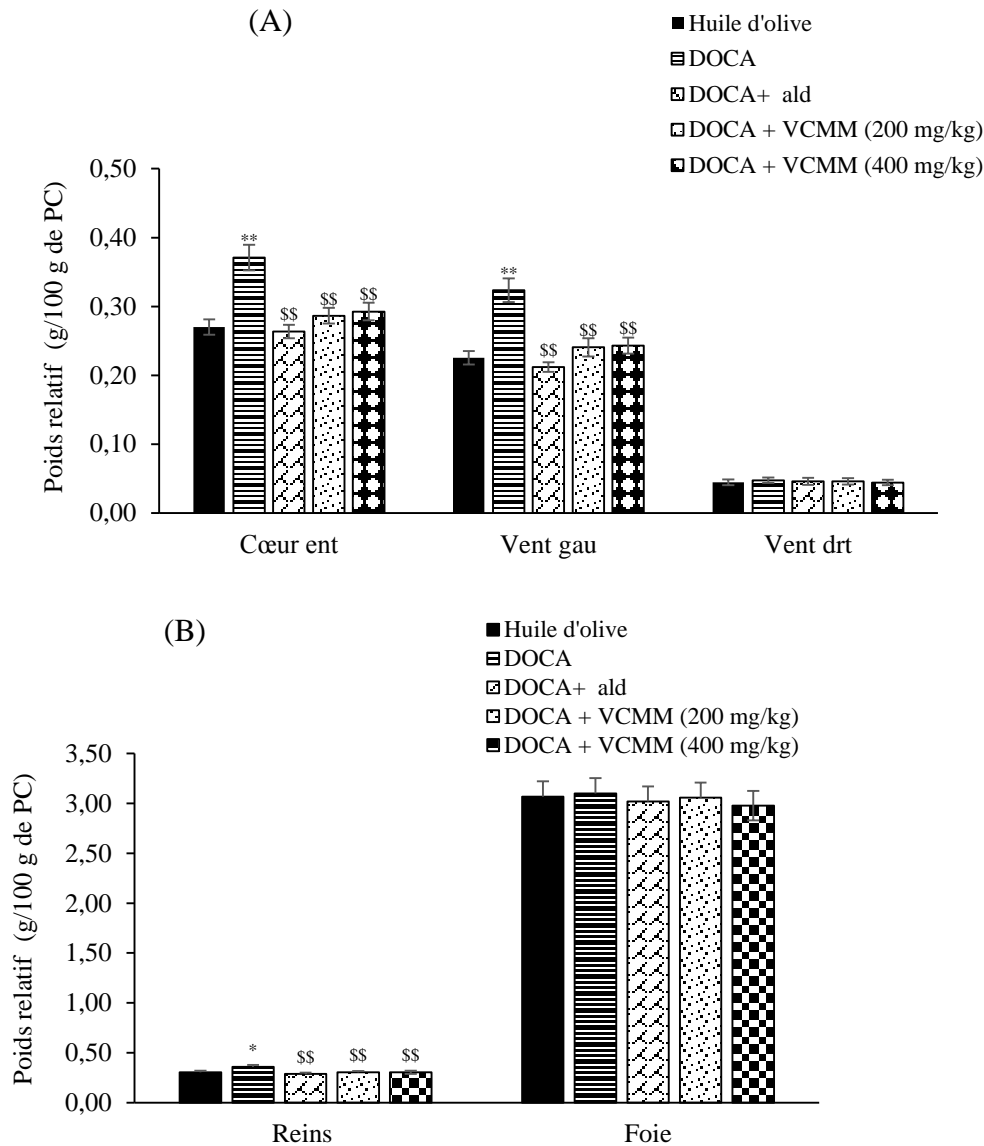 (A)
Huile d'olive
DOCA
DOCA+ ald
DOCA + VCMM (200 mg/kg)
DOCA + VCMM (400 mg/kg)
Poids relatif (g/100 g de PC)
0,50
0,40
0,30
0,20
0,10
0,00
**
$$
$$
$$
**
$$
$$
$$
Cœur ent
Vent gau
Vent drt
(B)
Huile d'olive
DOCA
DOCA+ ald
DOCA + VCMM (200 mg/kg)
DOCA + VCMM (400 mg/kg)
Poids relatif (g/100 g de PC)
3,50
3,00
2,50
2,00
1,50
1,00
0,50
0,00
*
$$
$$
$$
Reins
Foie